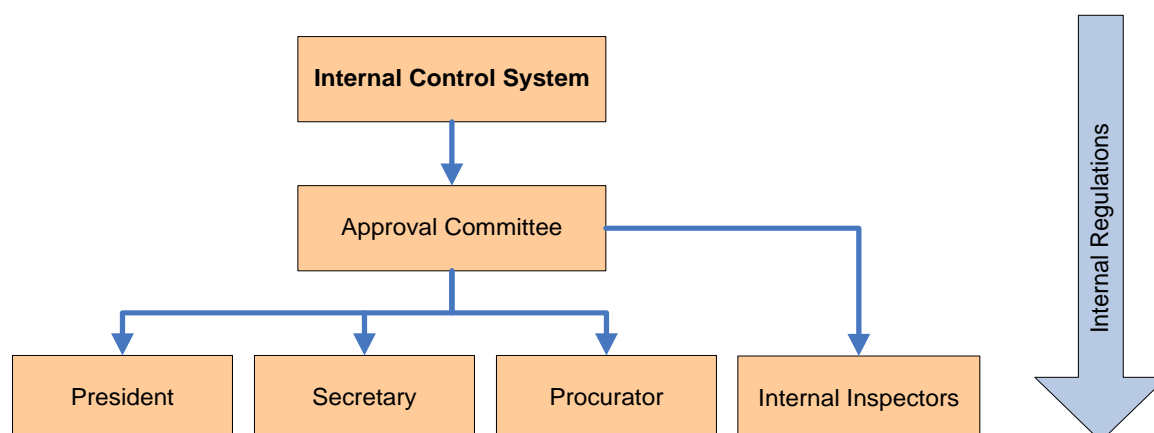 Internal Control System
Approval Committee
President
Secretary
Procurator
Internal Inspectors
Internal Regulations